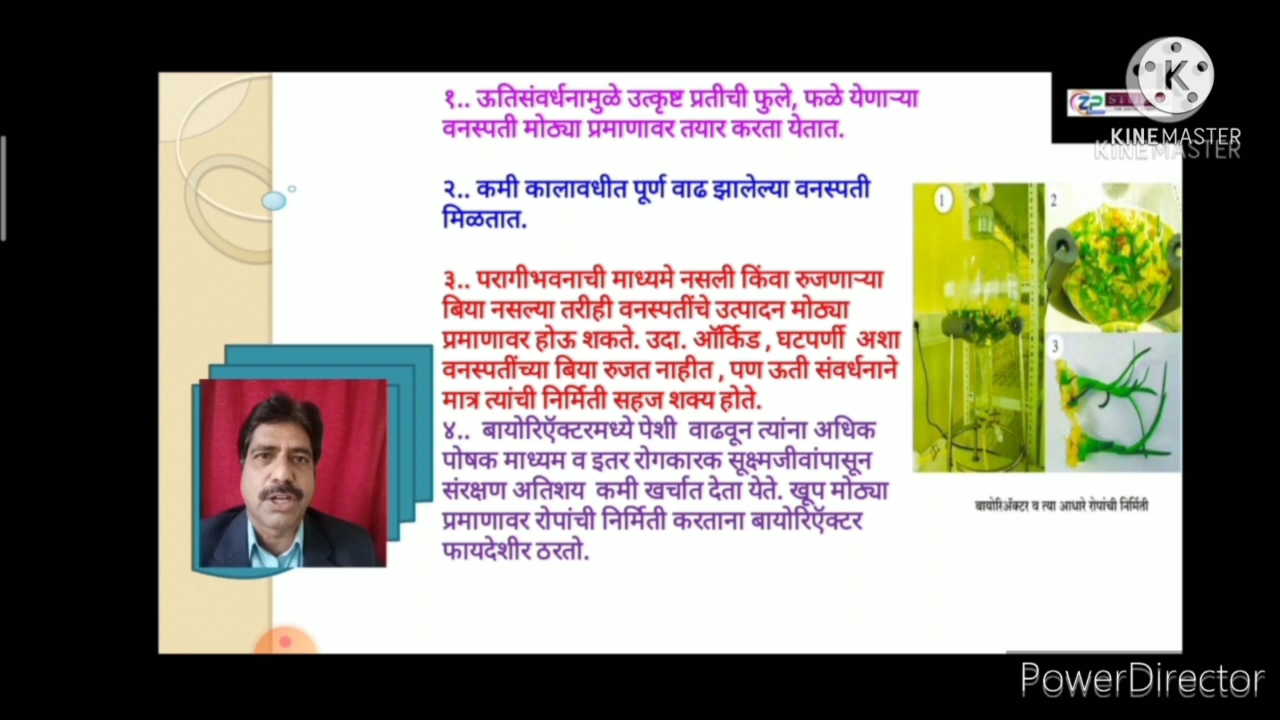 १.. ऊतिसंवर्धनामुळे उत्कृष्ट प्रतीची फुले, फळे येणाऱ्या
वनस्पती मोठ्या प्रमाणावर तयार करता येतात.
२.. कमी कालावधीत पूर्ण वाढ झालेल्या वनस्पती
मिळतात.
३.. परागीभवनाची माध्यमे नसली किंवा रुजणाऱ्या
बिया नसल्या तरीही वनस्पतींचे उत्पादन मोठ्या
प्रमाणावर होऊ शकते. उदा. ऑर्किड , घटपर्णी अशा
वनस्पतींच्या बिया रुजत नाहीत , पण ऊती संवर्धनाने
मात्र त्यांची निर्मिती सहज शक्य होते.
४.. बायोरिऍक्टरमध्ये पेशी वाढवून त्यांना अधिक
पोषक माध्यम व इतर रोगकारक सूक्ष्मजीवांपासून
संरक्षण अतिशय कमी खर्चात देता येते. खूप मोठ्या
प्रमाणावर रोपांची निर्मिती करताना बायोरिऍक्टर
फायदेशीर ठरतो.
1
2
3
बायोरिॲक्टर व त्या आधारे रोपांची निर्मिती
ZP
K
KINEMASTER
KINEMASTER
PowerDirector